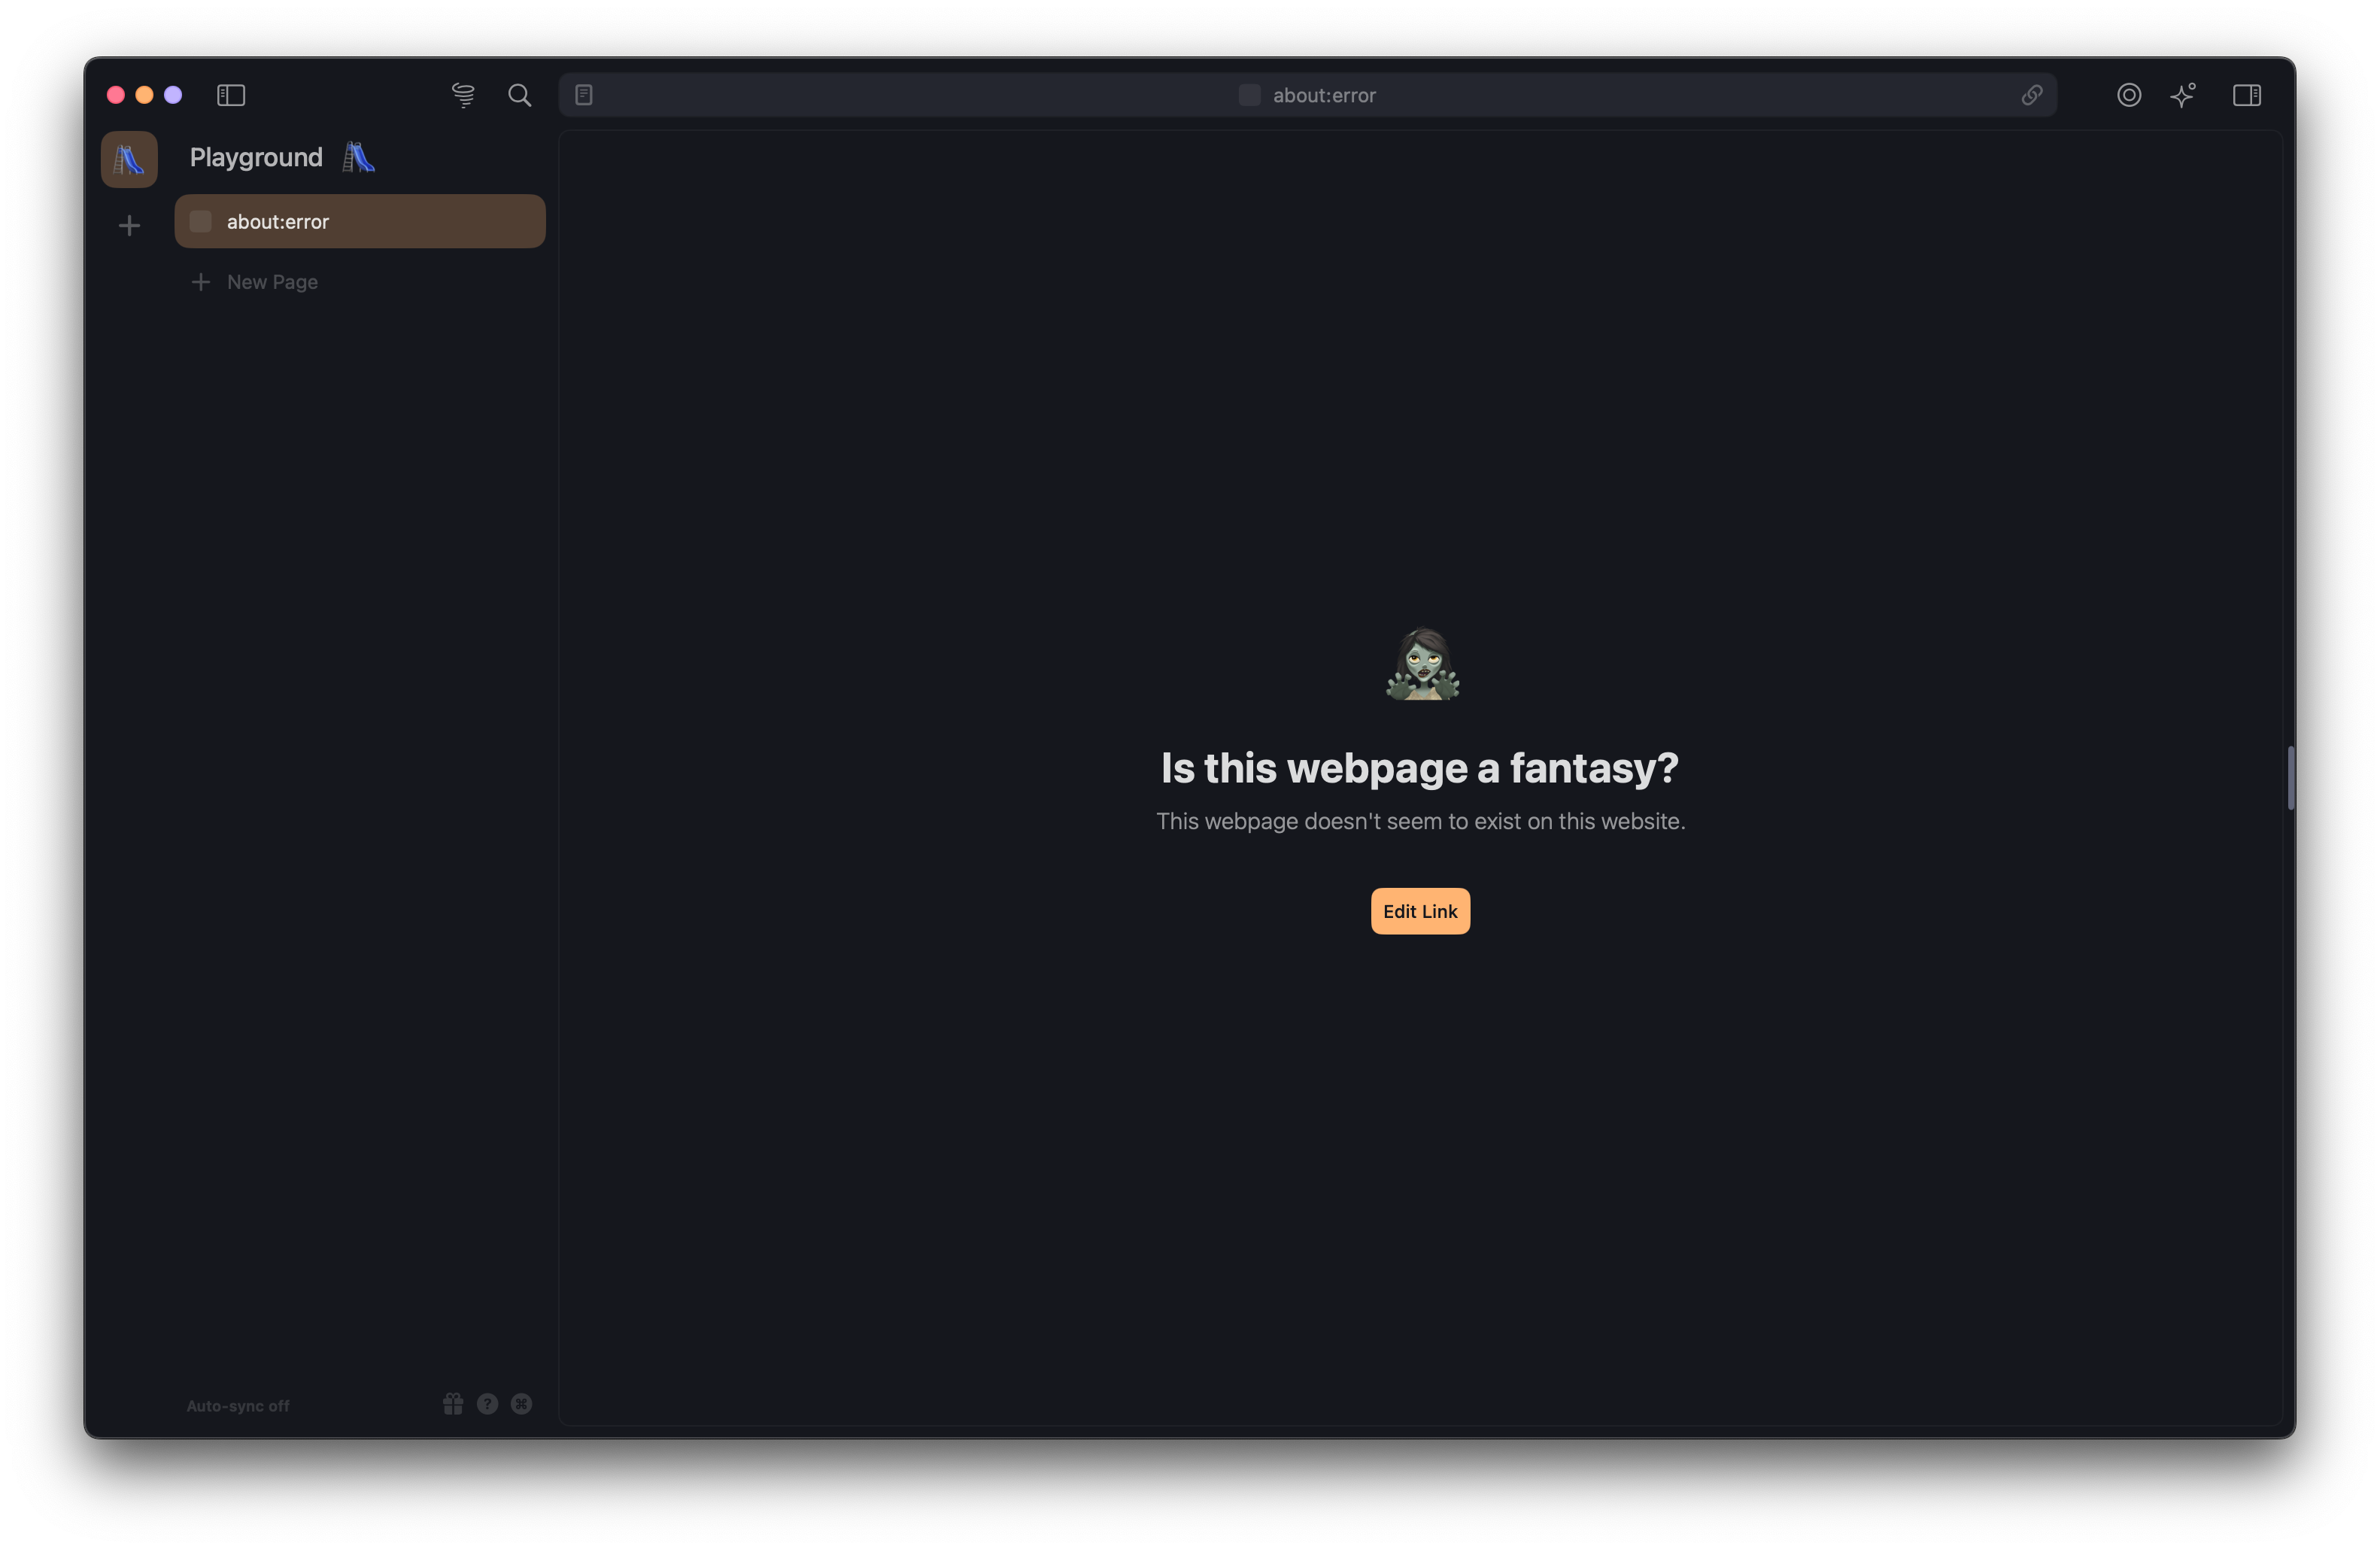 about:error
Playground
about:error
New Page
Is this webpage a fantasy?
This webpage doesn't seem to exist on this website.
Edit Link
Auto-sync off